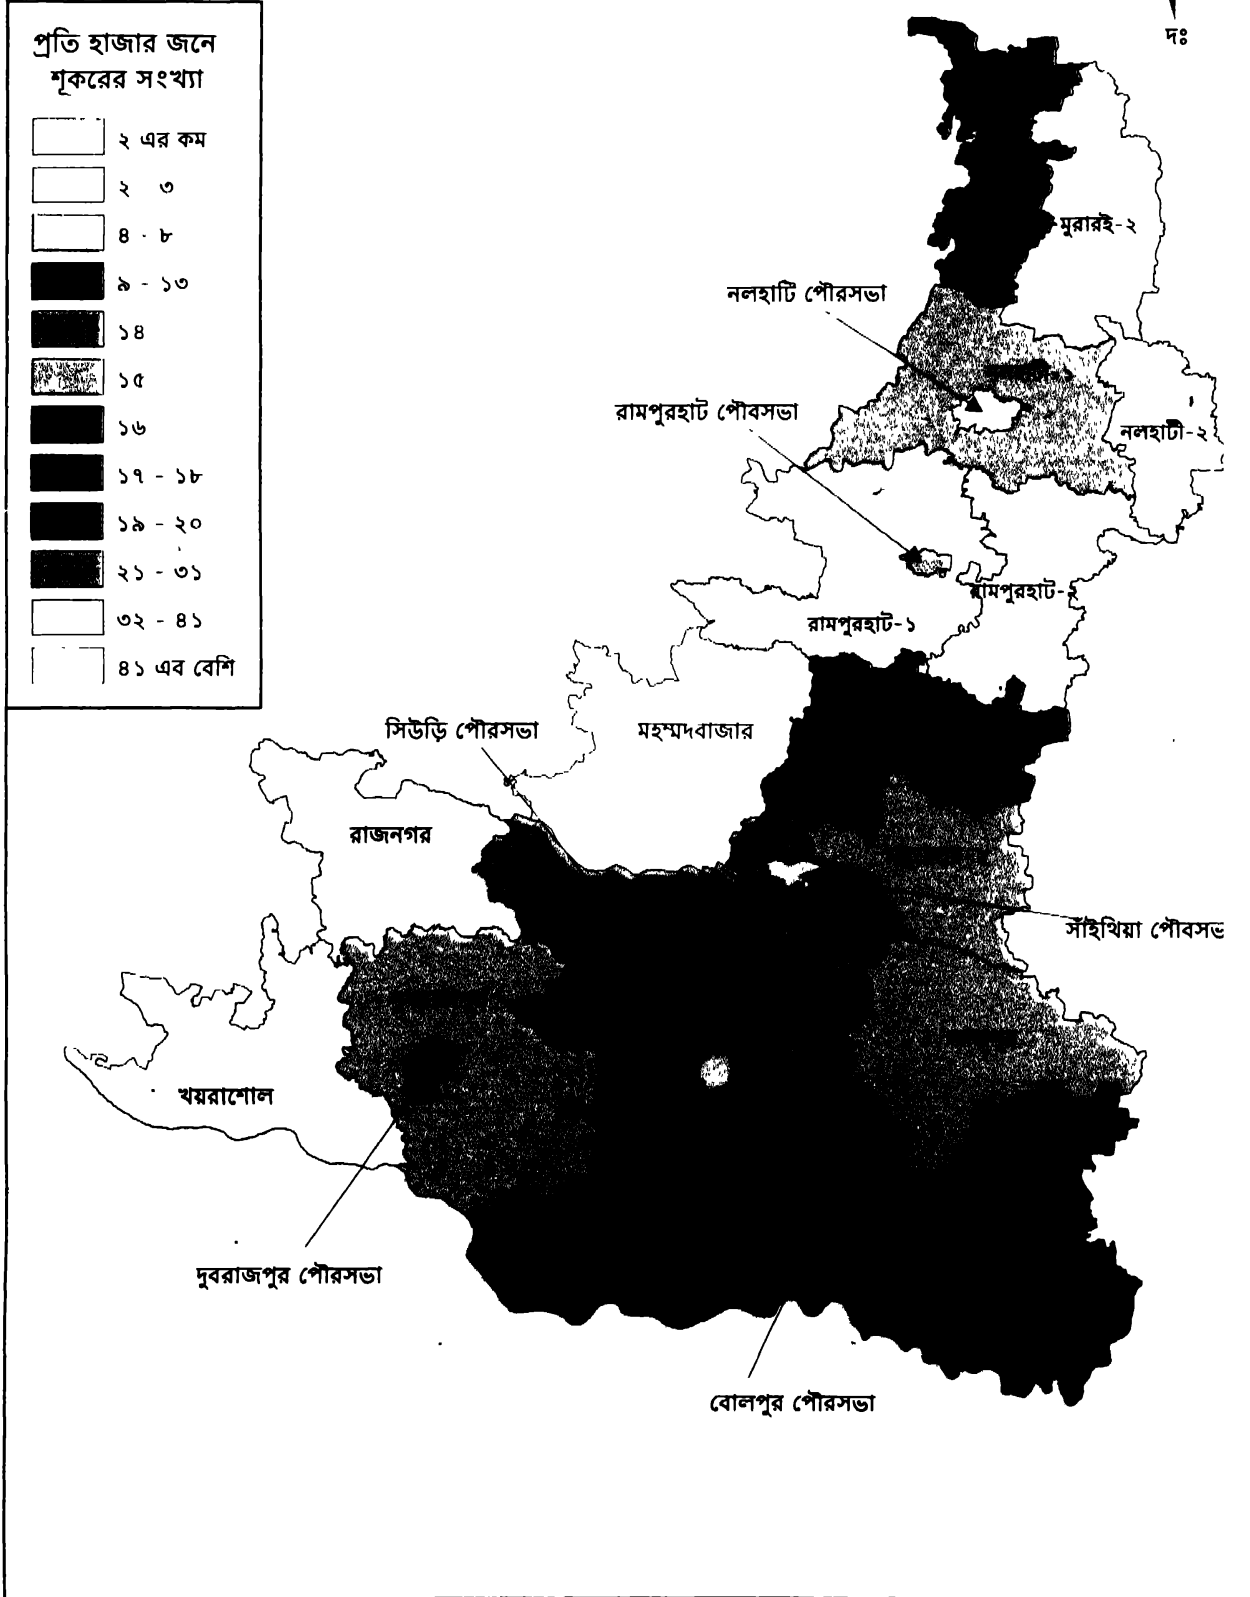 দঃ
প্রতি হাজার জনে
শূকরের সংখ্যা
২ এর কম
২ ৩
৪ - ৮
৯ - ১৩
১৪
১৫
১৬
১৭ - ১৮
১৯ - ২০
২১ - ৩১
৩২ - ৪১
৪১ এব বেশি
মুরারই-২
নলহাটি পৌরসভা
রামপুরহাট পৌবসভা
নলহাটী-২
রামপুরহাট-২
রামপুরহাট-১
সিউড়ি পৌরসভা
মহম্মদবাজার
রাজনগর
সাঁইথিয়া পৌবসভ
খয়রাশোল
দুবরাজপুর পৌরসভা
বোলপুর পৌরসভা